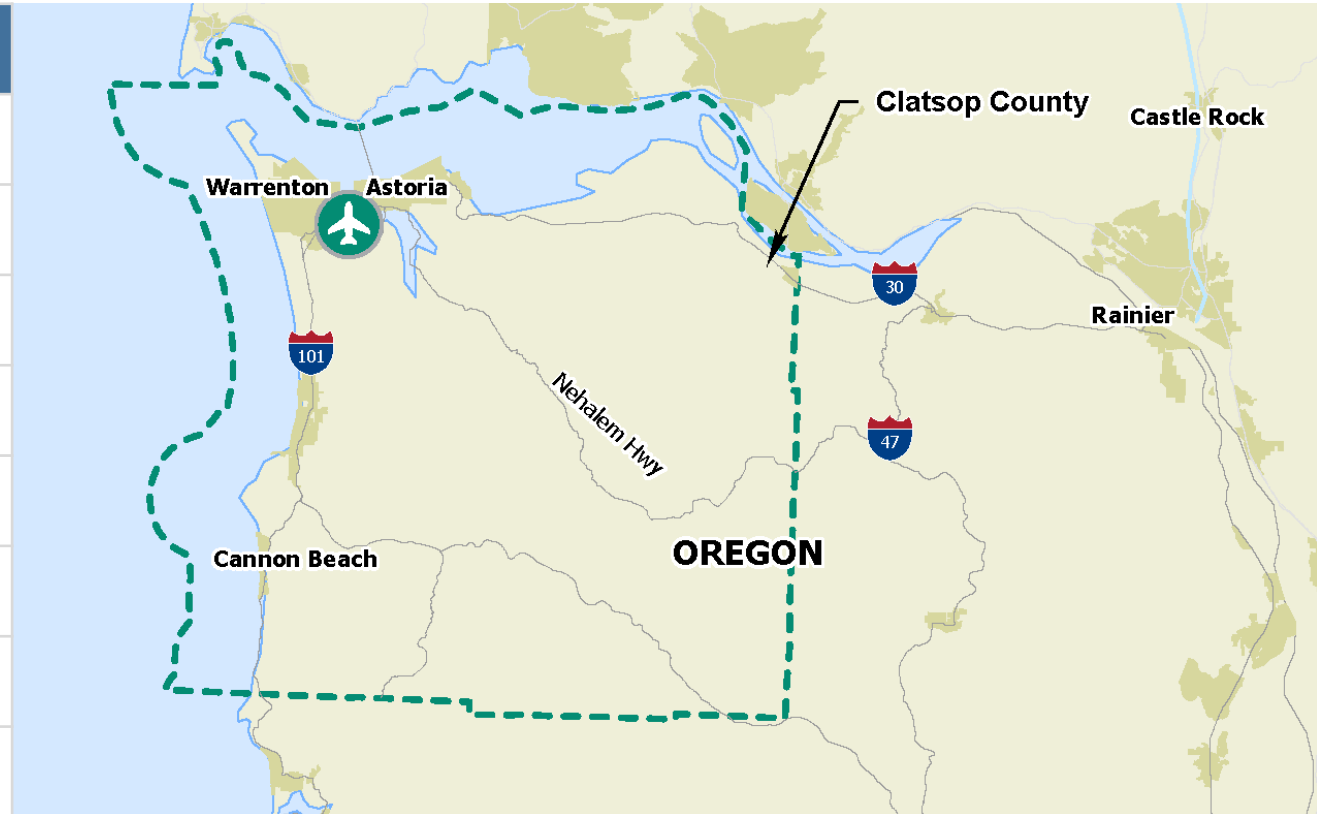 Clatsop County
Castle Rock
Warrenton
Astoria
30
Rainier
101
Nehalem Hwy
47
OREGON
Cannon Beach